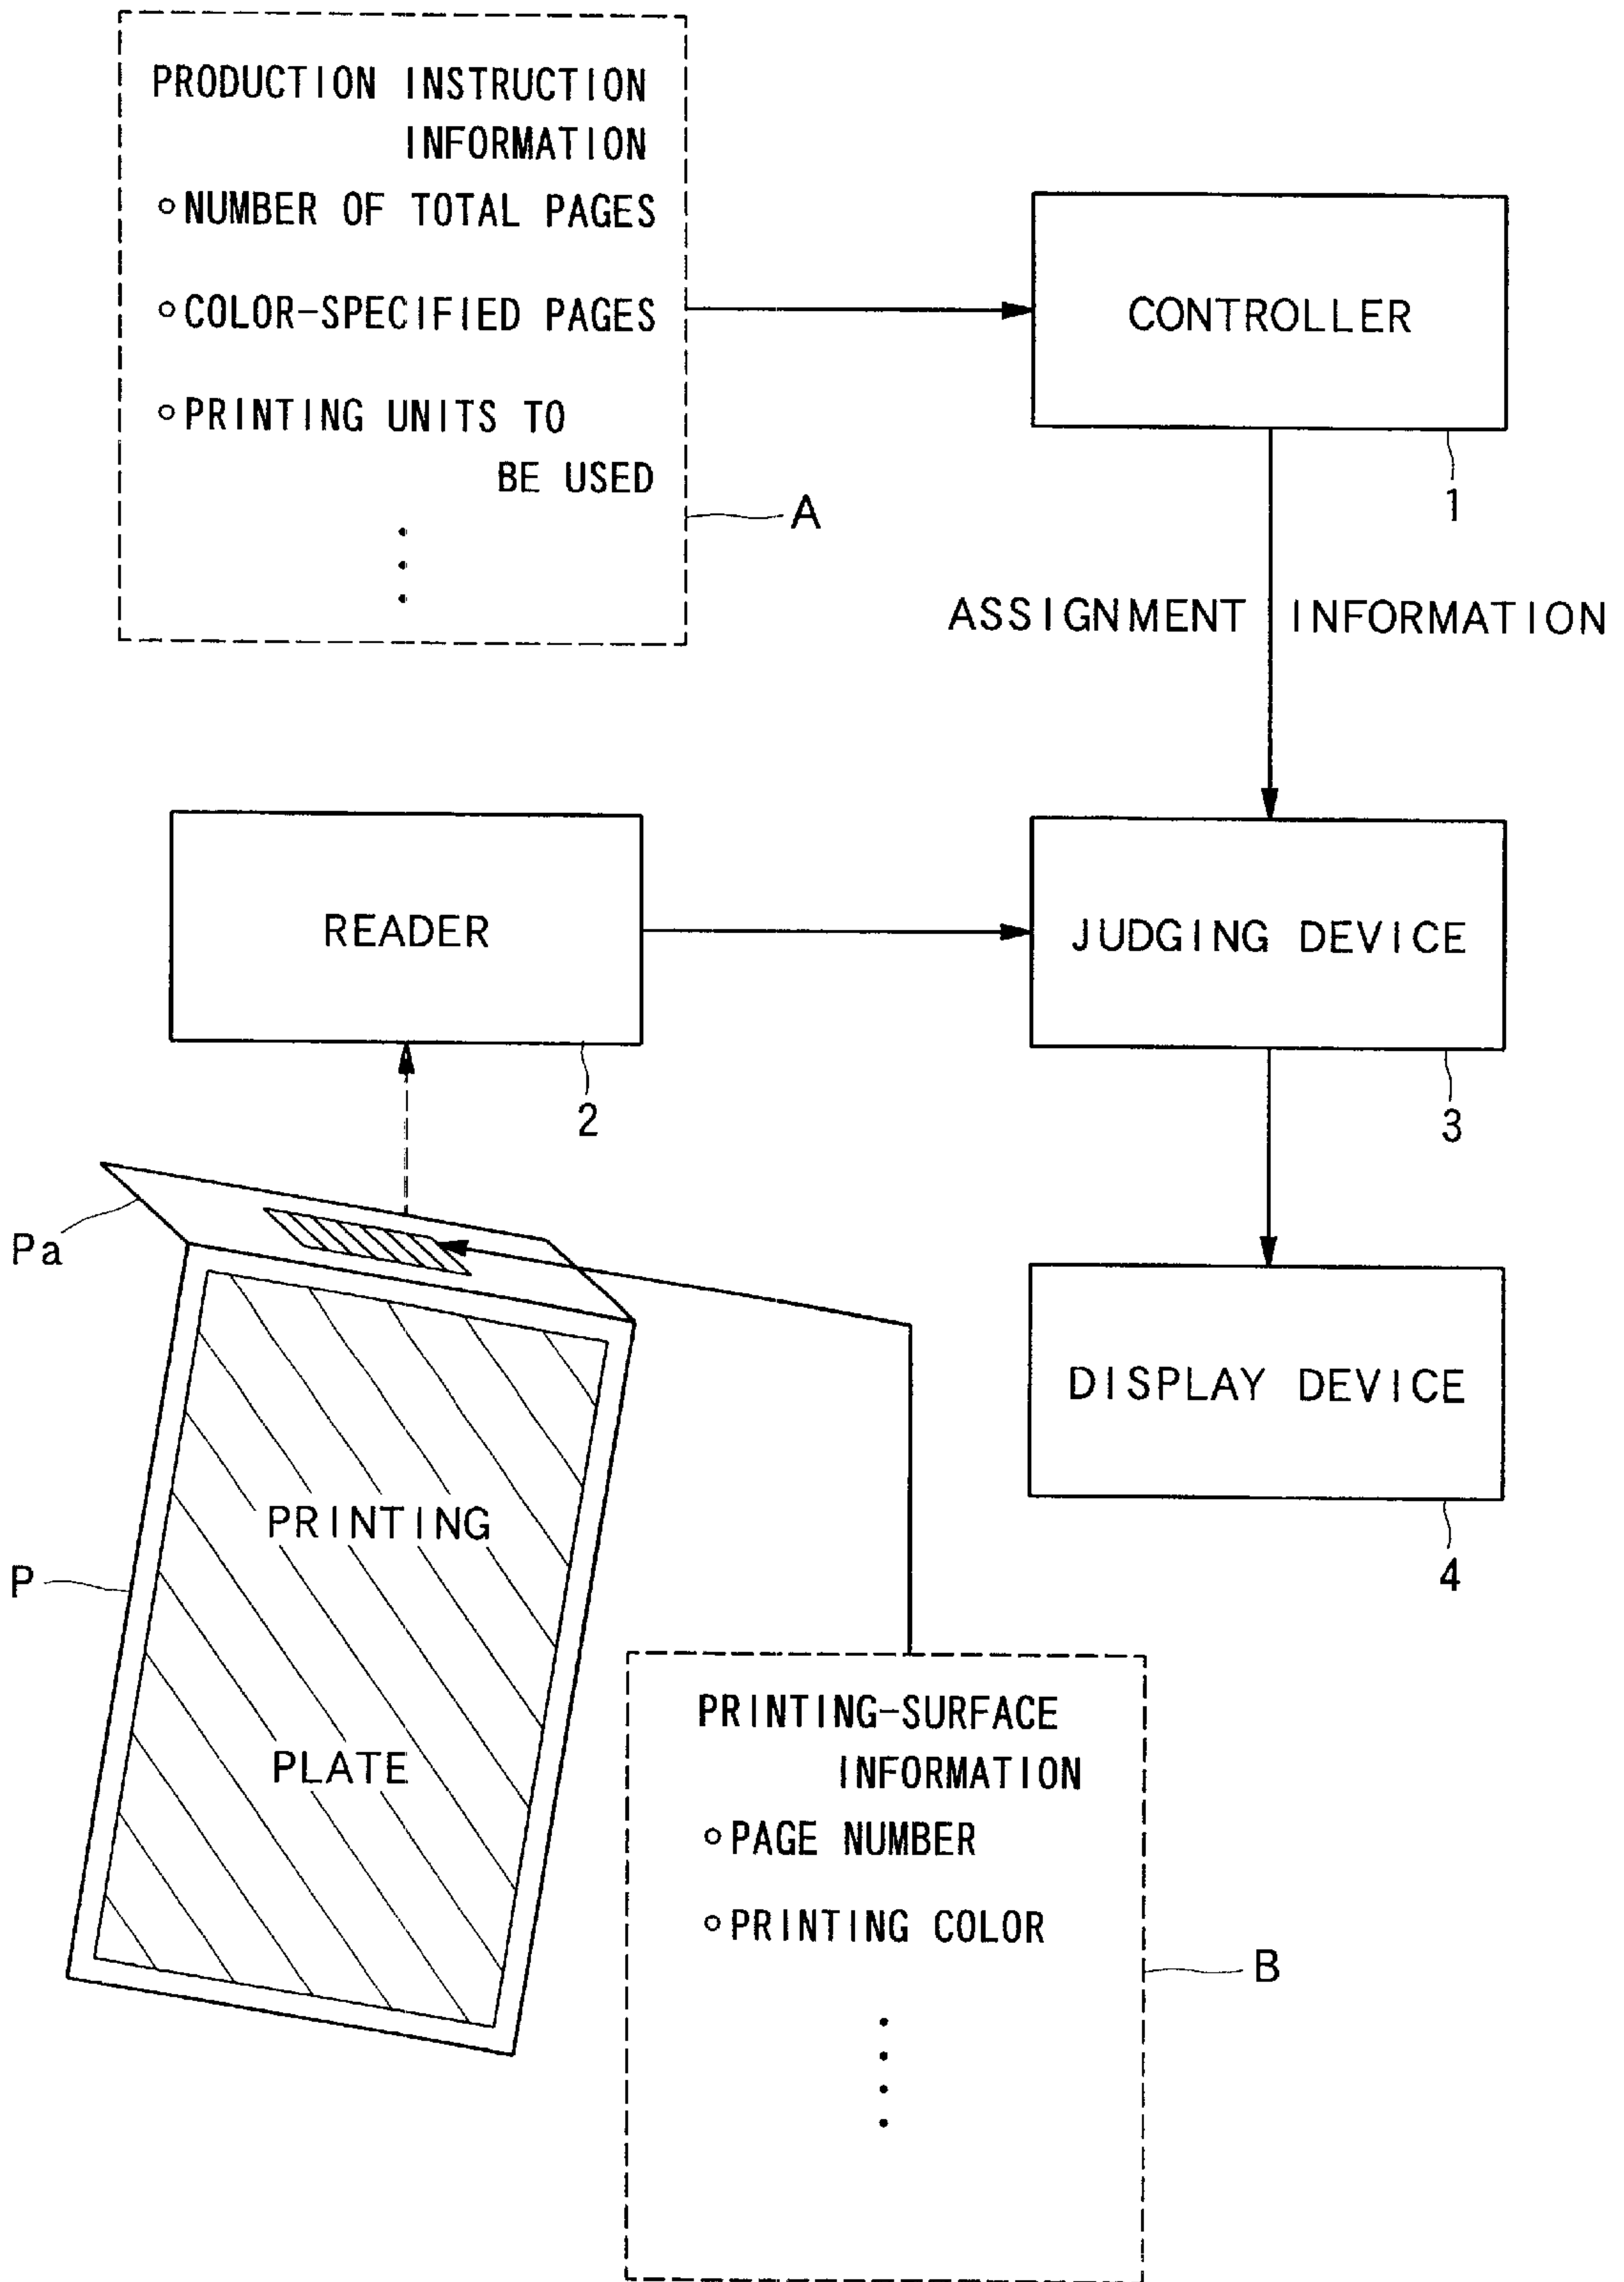 PRODUCTION INSTRUCTION
INFORMATION
○NUMBER OF TOTAL PAGES
○COLOR-SPECIFIED PAGES
○PRINTING UNITS TO
BE USED
A
CONTROLLER
1
ASSIGNMENT INFORMATION
READER
2
JUDGING DEVICE
3
Pa
DISPLAY DEVICE
4
PRINTING
P
PLATE
PRINTING-SURFACE
INFORMATION
○PAGE NUMBER
○PRINTING COLOR
B